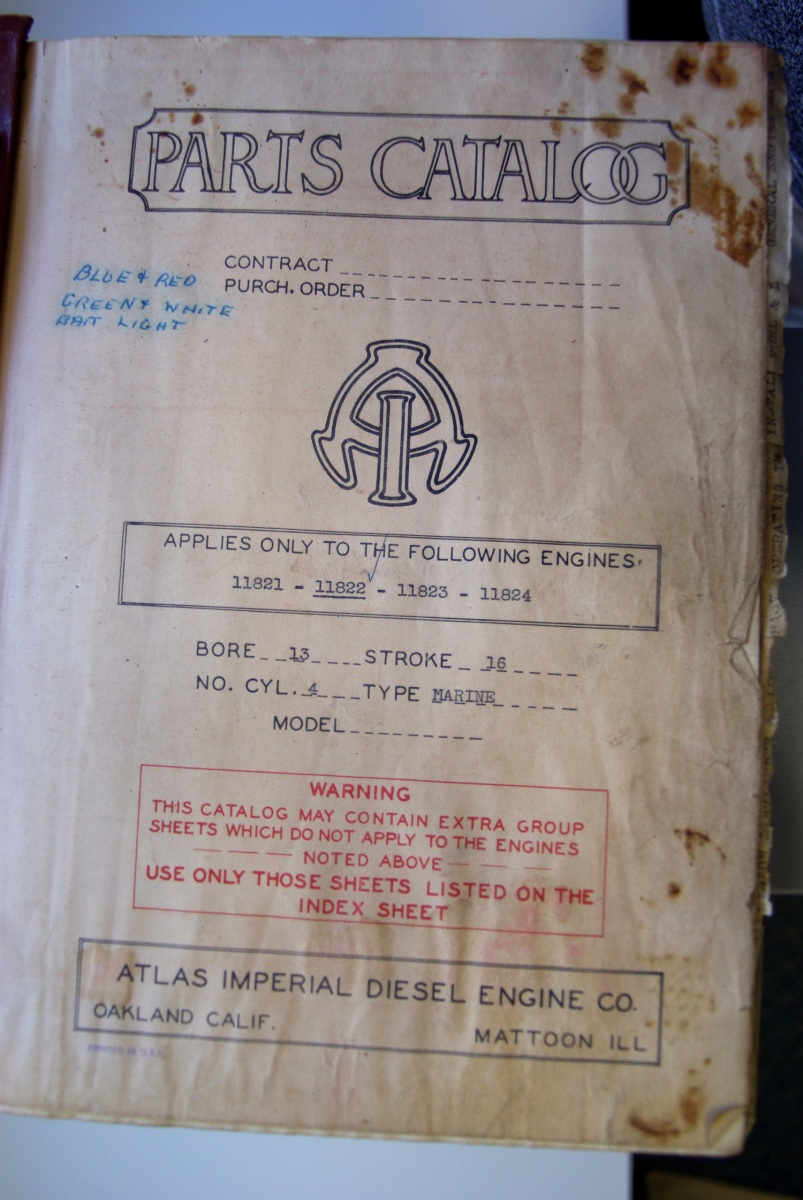 PARTS CATALOG
CONTRACT
PURCH. ORDER
BLUE & RED
GREEN & WHITE
BAIT LIGHT
APPLIES ONLY TO THE FOLLOWING ENGINES
11821 - 11822 - 11823 - 11824
BORE 13 STROKE 16
NO. CYL. 4 TYPE MARINE
MODEL
WARNING
THIS CATALOG MAY CONTAIN EXTRA GROUP
SHEETS WHICH DO NOT APPLY TO THE ENGINES
NOTED ABOVE
USE ONLY THOSE SHEETS LISTED ON THE
INDEX SHEET
ATLAS IMPERIAL DIESEL ENGINE CO.
OAKLAND CALIF.
MATTOON ILL
PRINTED IN U.S.A.